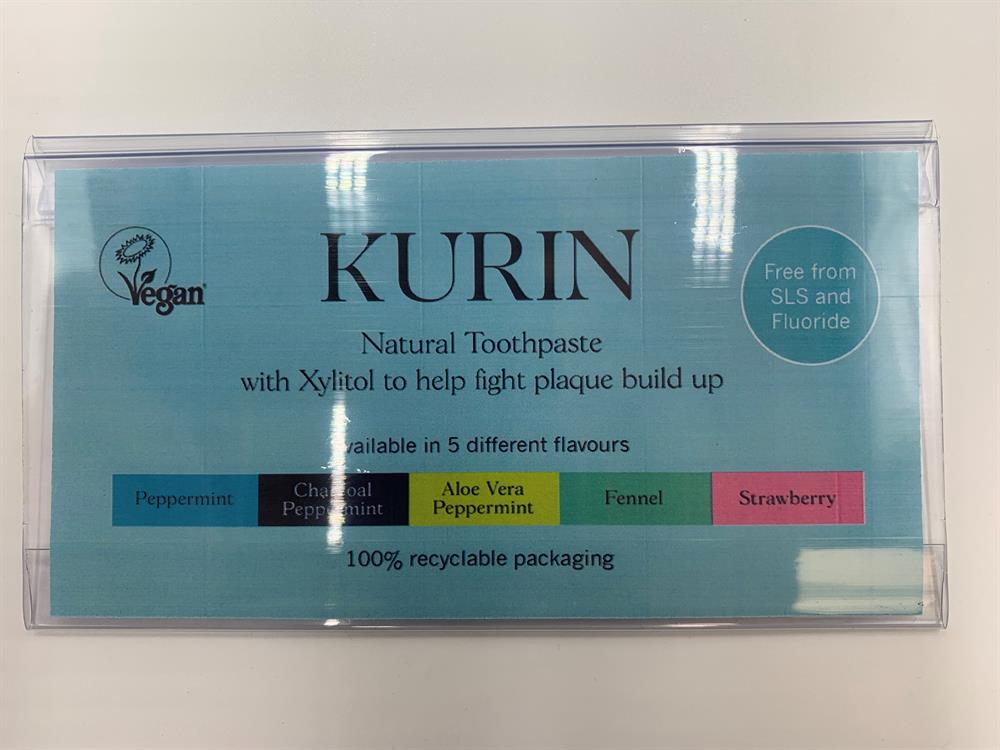 Vegan
KURIN
Free from
SLS and
Fluoride
Natural Toothpaste
with Xylitol to help fight plaque build up
Available in 5 different flavours
Peppermint
Charcoal
Peppermint
Aloe Vera
Peppermint
Fennel
Strawberry
100% recyclable packaging